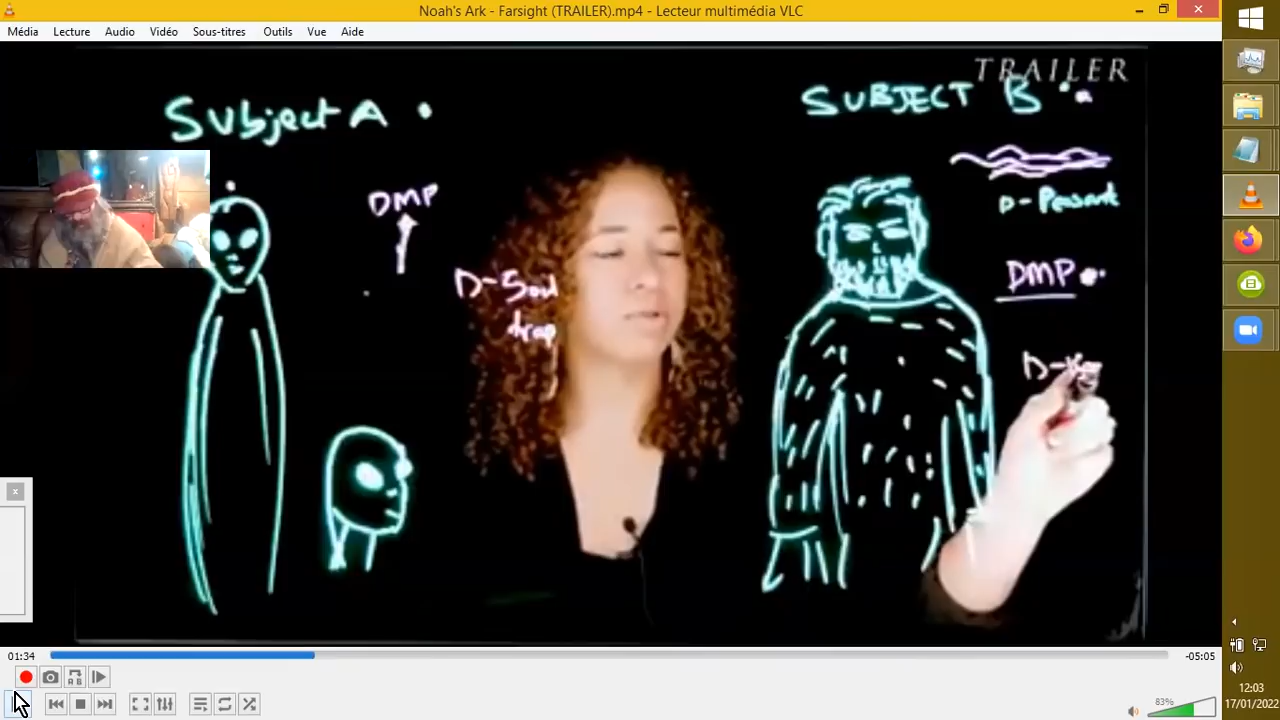 Noah's Ark - Farsight (TRAILER).mp4 - Lecteur multimédia VLC
Média Lecture Audio Vidéo Sous-titres Outils Vue Aide
TRAILER
Subject A
SUBJECT B
DMP
D-Peasant
D-Soul
trap
DMP
01:34
-05:05
83%
12:03
17/01/2022